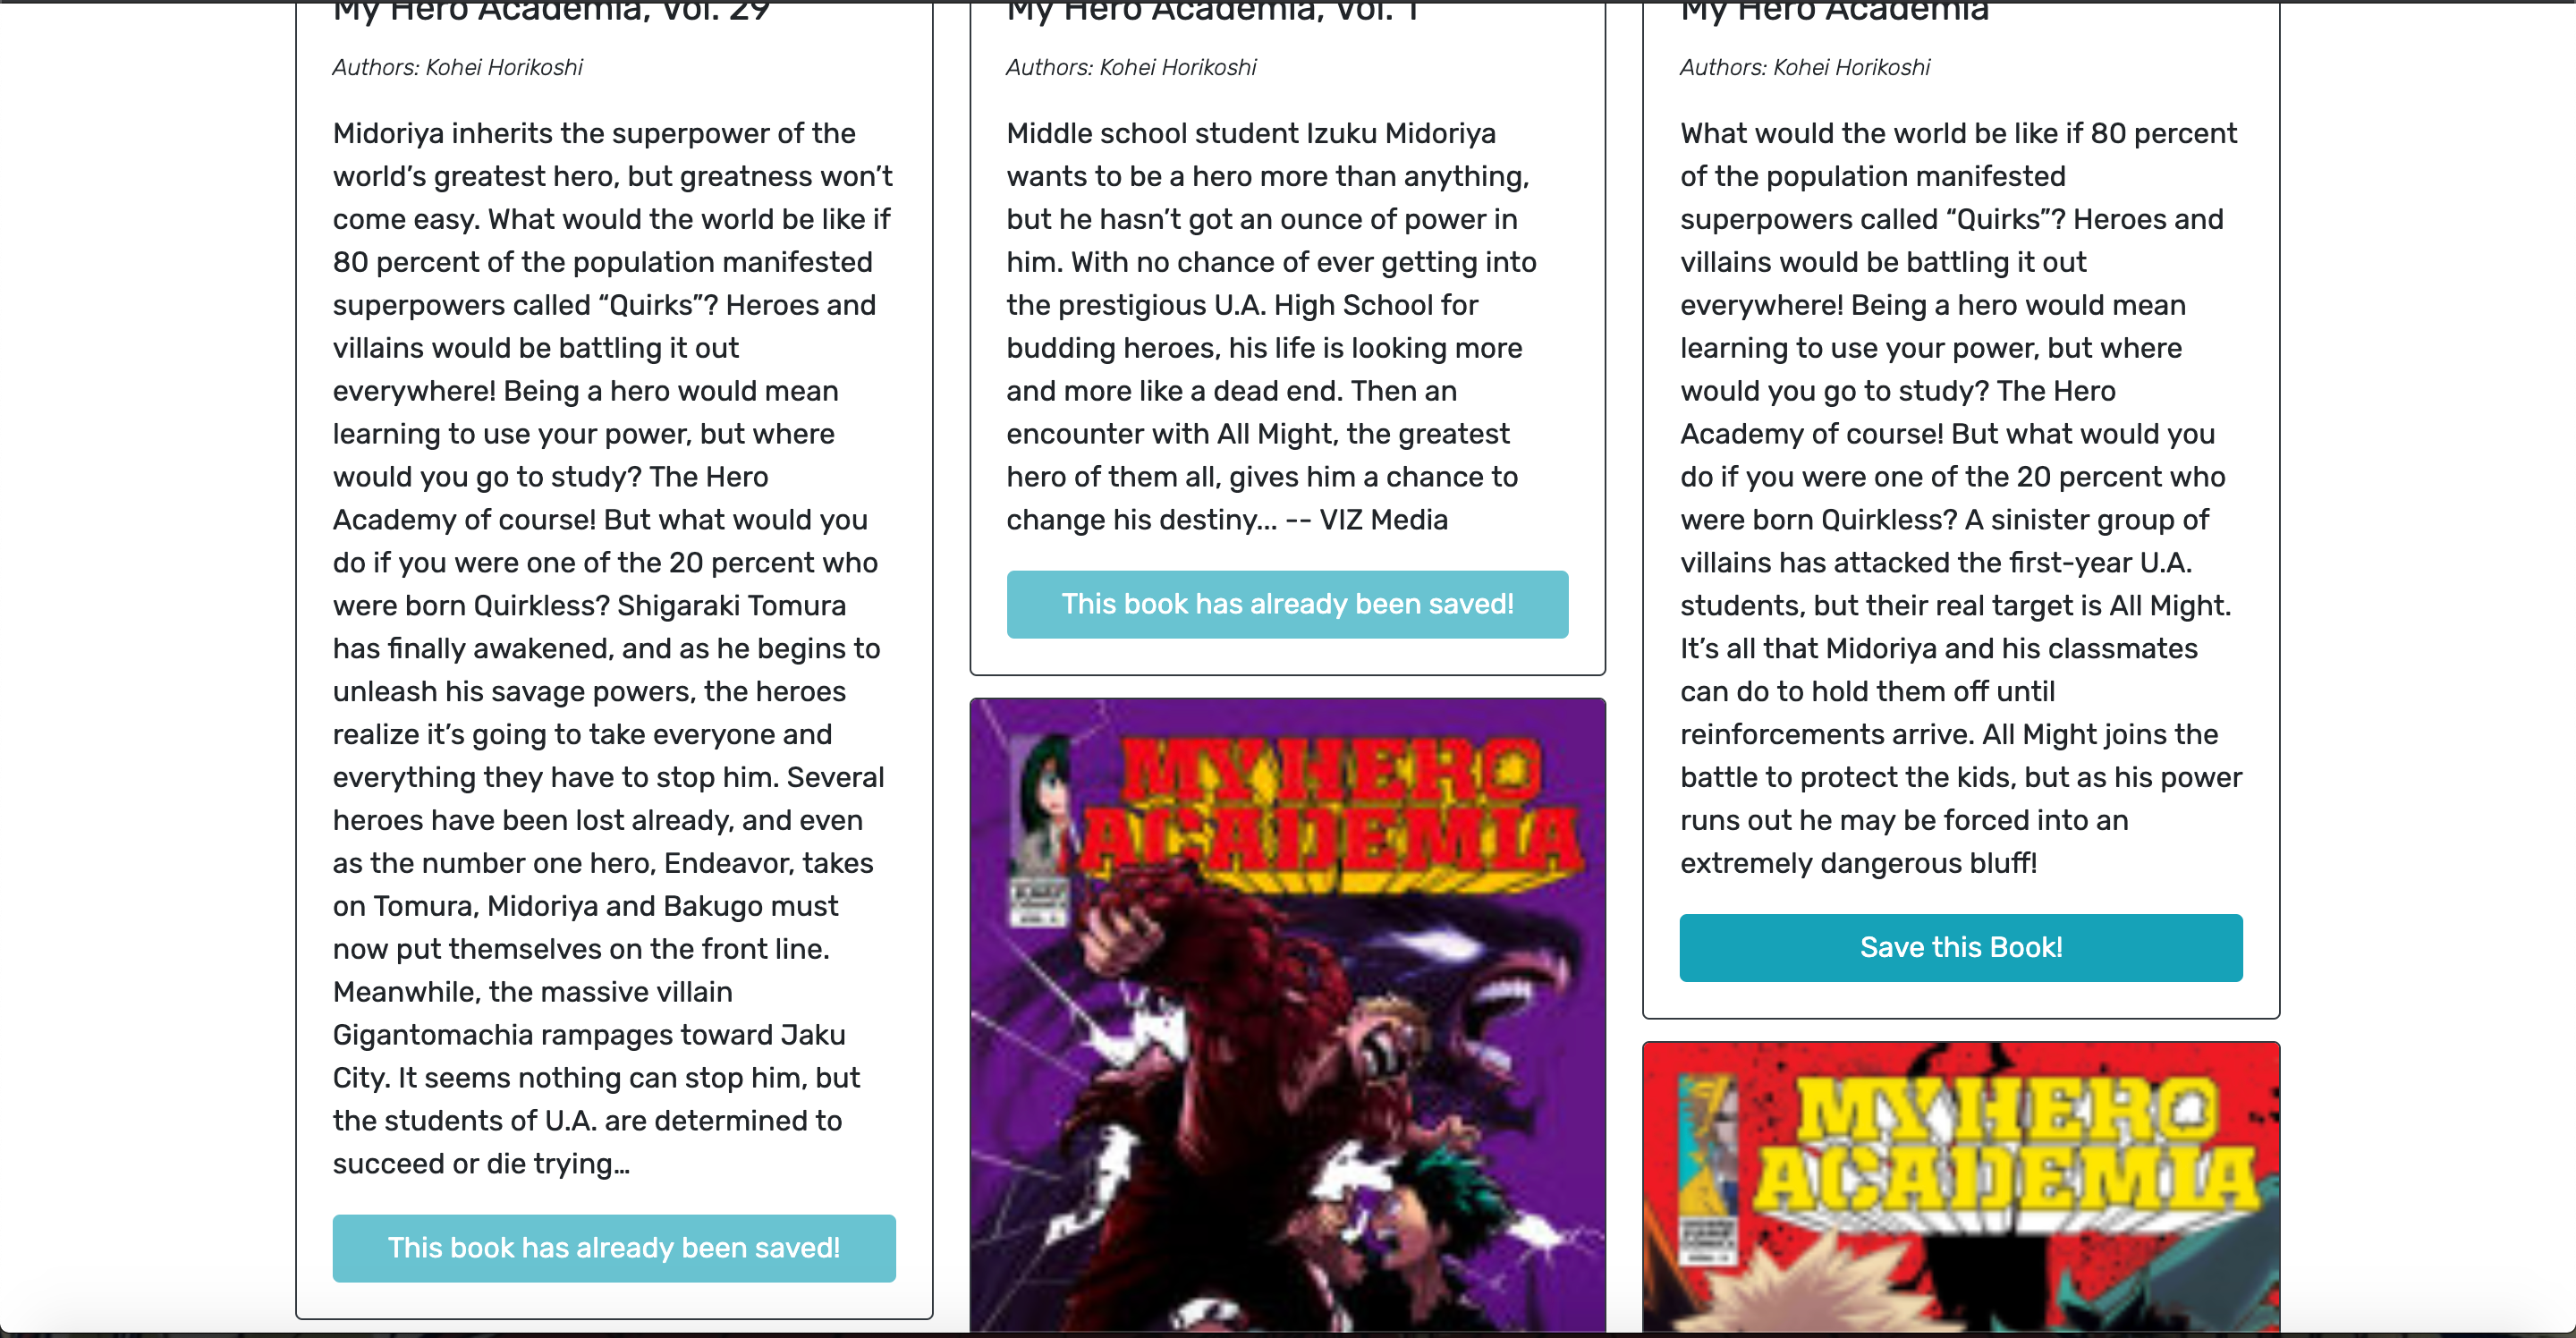 My Hero Academia, Vol. 29
Authors: Kohei Horikoshi
Midoriya inherits the superpower of the
world’s greatest hero, but greatness won’t
come easy. What would the world be like if
80 percent of the population manifested
superpowers called “Quirks”? Heroes and
villains would be battling it out
everywhere! Being a hero would mean
learning to use your power, but where
would you go to study? The Hero
Academy of course! But what would you
do if you were one of the 20 percent who
were born Quirkless? Shigaraki Tomura
has finally awakened, and as he begins to
unleash his savage powers, the heroes
realize it’s going to take everyone and
everything they have to stop him. Several
heroes have been lost already, and even
as the number one hero, Endeavor, takes
on Tomura, Midoriya and Bakugo must
now put themselves on the front line.
Meanwhile, the massive villain
Gigantomachia rampages toward Jaku
City. It seems nothing can stop him, but
the students of U.A. are determined to
succeed or die trying…
This book has already been saved!
My Hero Academia, Vol. 1
Authors: Kohei Horikoshi
Middle school student Izuku Midoriya
wants to be a hero more than anything,
but he hasn’t got an ounce of power in
him. With no chance of ever getting into
the prestigious U.A. High School for
budding heroes, his life is looking more
and more like a dead end. Then an
encounter with All Might, the greatest
hero of them all, gives him a chance to
change his destiny... -- VIZ Media
This book has already been saved!
MY HERO
ACADEMIA
My Hero Academia
Authors: Kohei Horikoshi
What would the world be like if 80 percent
of the population manifested
superpowers called “Quirks”? Heroes and
villains would be battling it out
everywhere! Being a hero would mean
learning to use your power, but where
would you go to study? The Hero
Academy of course! But what would you
do if you were one of the 20 percent who
were born Quirkless? A sinister group of
villains has attacked the first-year U.A.
students, but their real target is All Might.
It’s all that Midoriya and his classmates
can do to hold them off until
reinforcements arrive. All Might joins the
battle to protect the kids, but as his power
runs out he may be forced into an
extremely dangerous bluff!
Save this Book!
MY HERO
ACADEMIA